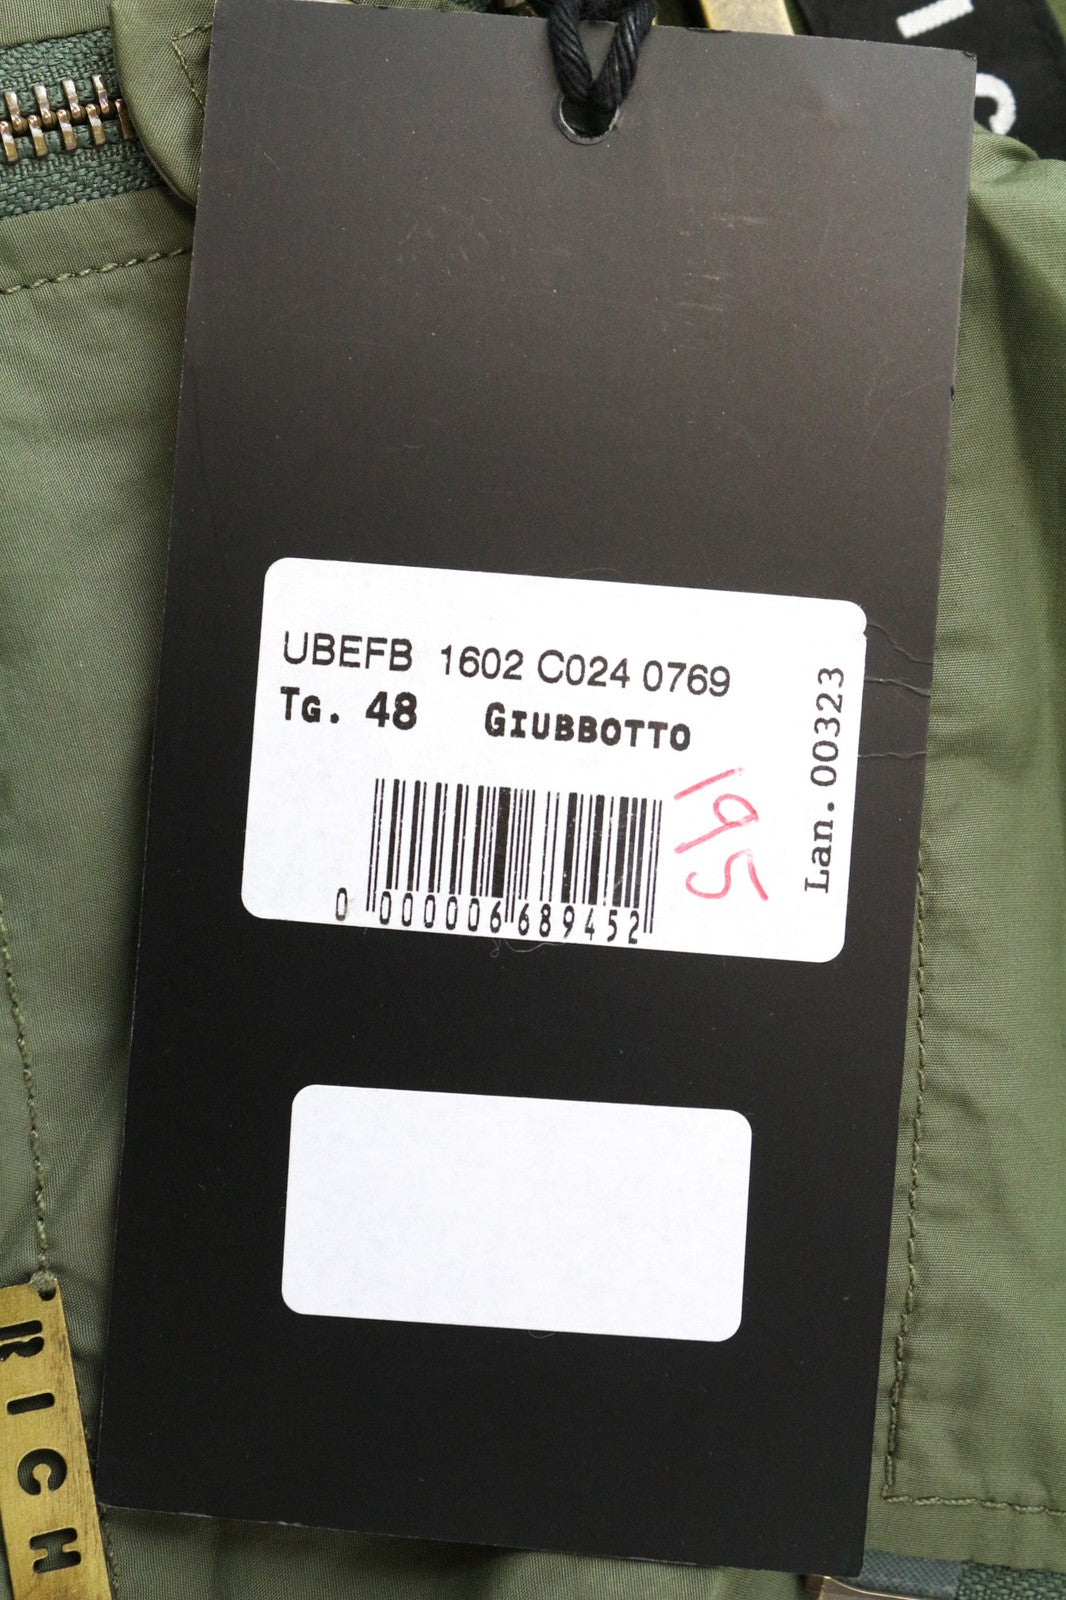 UBEFB 1602 C024 0769
Tg. 48 GIUBBOTTO
195
Lan.00323
0 000006 689452
RICH